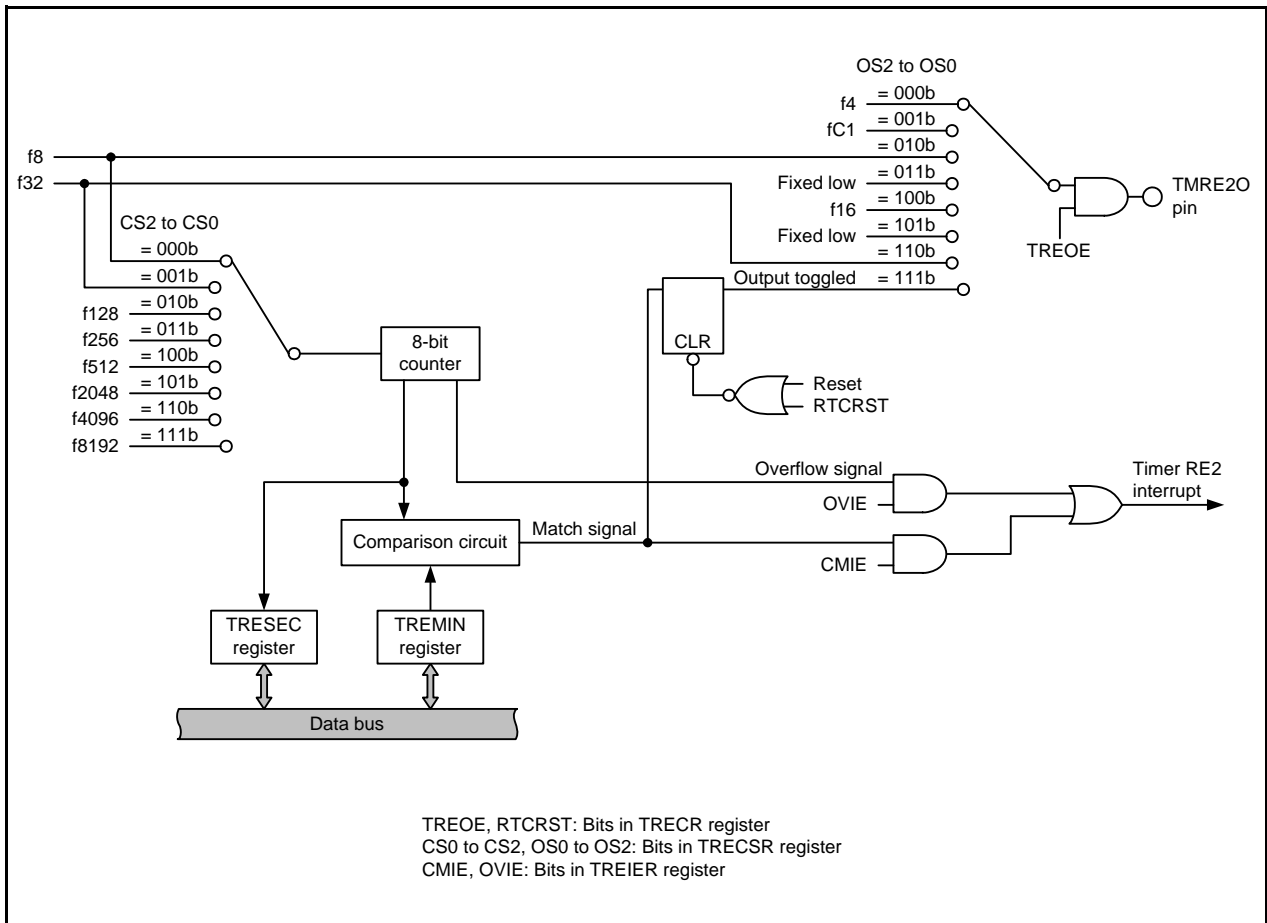 OS2 to OS0
f4 = 000b
fC1 = 001b
f8 = 010b
f32
Fixed low = 011b
f16 = 100b
Fixed low = 101b
= 110b
Output toggled = 111b
TMRE2O
pin
TREOE
CS2 to CS0
= 000b
= 001b
f128 = 010b
f256 = 011b
f512 = 100b
f2048 = 101b
f4096 = 110b
f8192 = 111b
8-bit
counter
CLR
Reset
RTCRST
Overflow signal
OVIE
Timer RE2
interrupt
Comparison circuit
Match signal
CMIE
TRESEC
register
TREMIN
register
Data bus
TREOE, RTCRST: Bits in TRECR register
CS0 to CS2, OS0 to OS2: Bits in TRECSR register
CMIE, OVIE: Bits in TREIER register